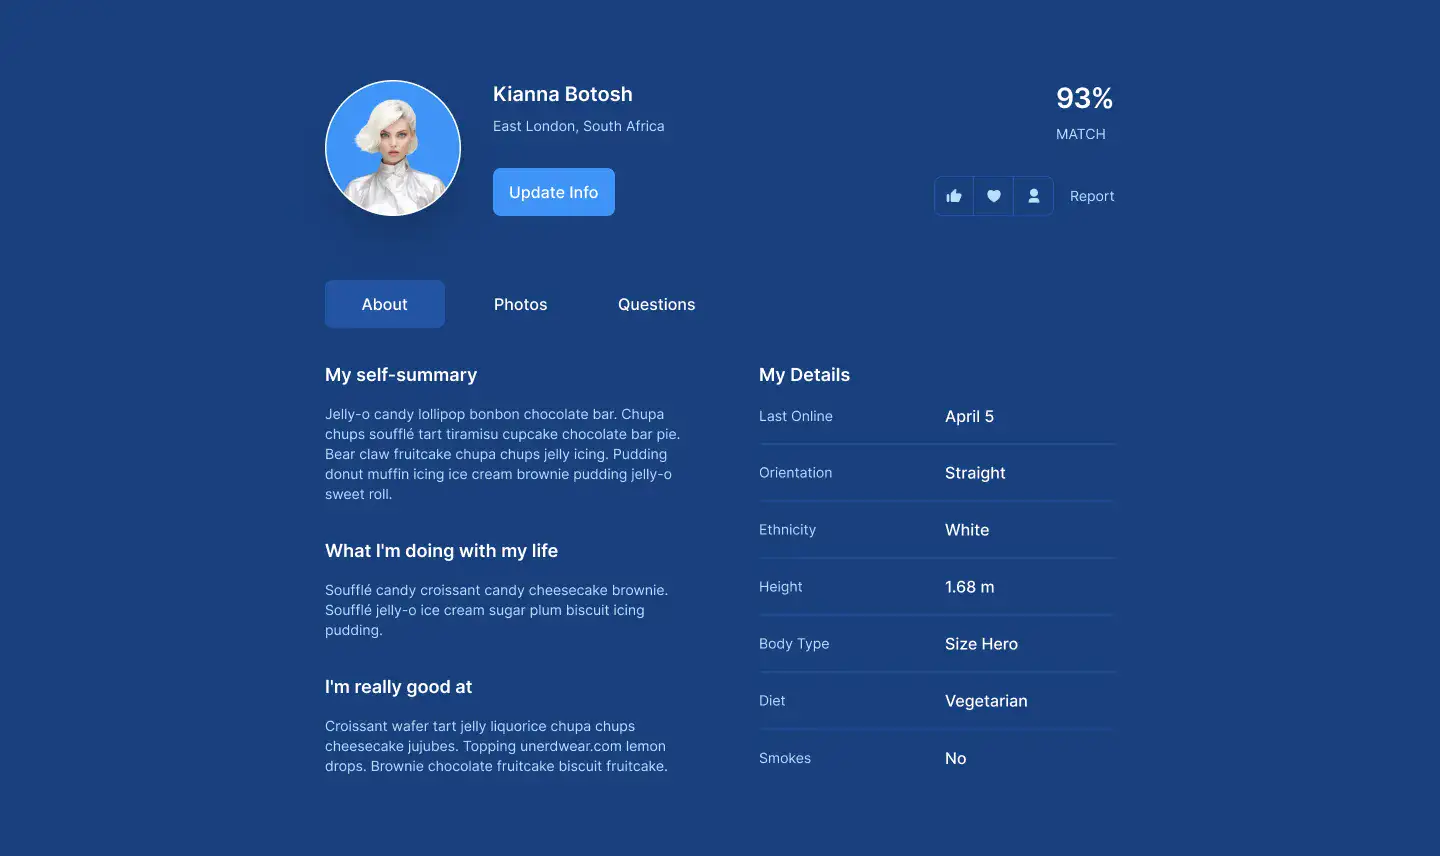 Kianna Botosh
East London, South Africa
Update Info
93%
MATCH
Report
About
Photos
Questions
My self-summary
Jelly-o candy lollipop bonbon chocolate bar. Chupa
chups soufflé tart tiramisu cupcake chocolate bar pie.
Bear claw fruitcake chupa chups jelly icing. Pudding
donut muffin icing ice cream brownie pudding jelly-o
sweet roll.
What I'm doing with my life
Soufflé candy croissant candy cheesecake brownie.
Soufflé jelly-o ice cream sugar plum biscuit icing
pudding.
I'm really good at
Croissant wafer tart jelly liquorice chupa chups
cheesecake jujubes. Topping unerdwear.com lemon
drops. Brownie chocolate fruitcake biscuit fruitcake.
My Details
Last Online April 5
Orientation Straight
Ethnicity White
Height 1.68 m
Body Type Size Hero
Diet Vegetarian
Smokes No